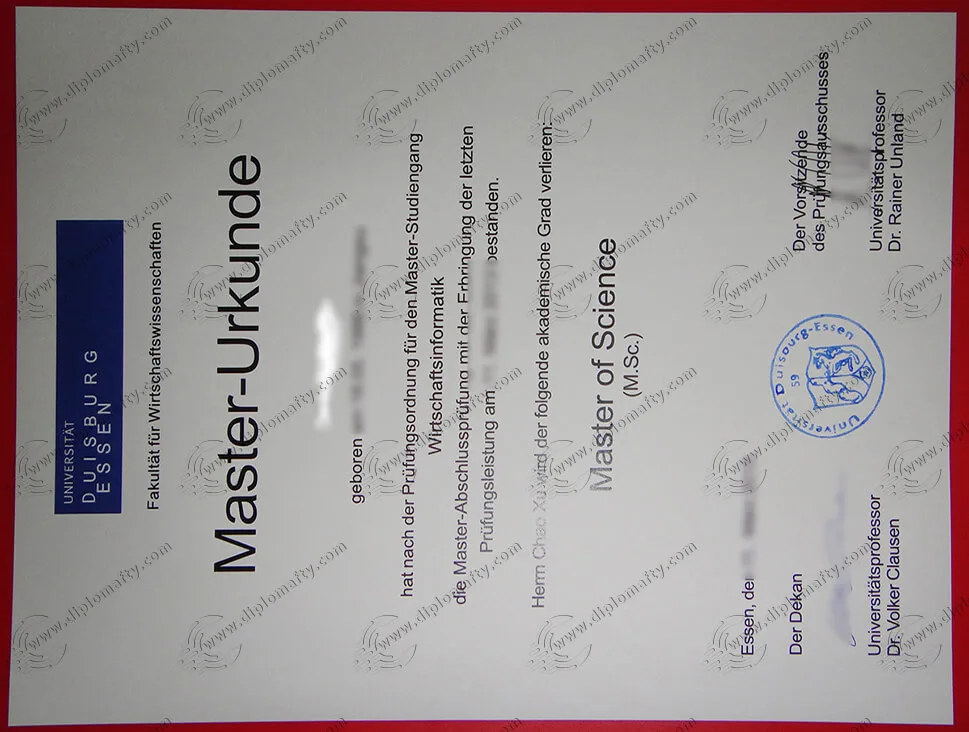 UNIVERSITÄT
DUISBURG
ESSEN
Fakultät für Wirtschaftswissenschaften
Master-Urkunde
geboren
hat nach der Prüfungsordnung für den Master-Studiengang
Wirtschaftsinformatik
die Master-Abschlussprüfung mit der Erbringung der letzten
Prüfungsleistung am bestanden.
Herrn Chao Xu wird der folgende akademische Grad verlieren:
Master of Science
(M.Sc.)
Essen, der
Der Dekan
Universitätsprofessor
Dr. Volker Clausen
Universität Duisburg-Essen
59
Der Vorsitzende
des Prüfungsausschusses
Universitätsprofessor
Dr. Rainer Unland
www.diplomafty.com